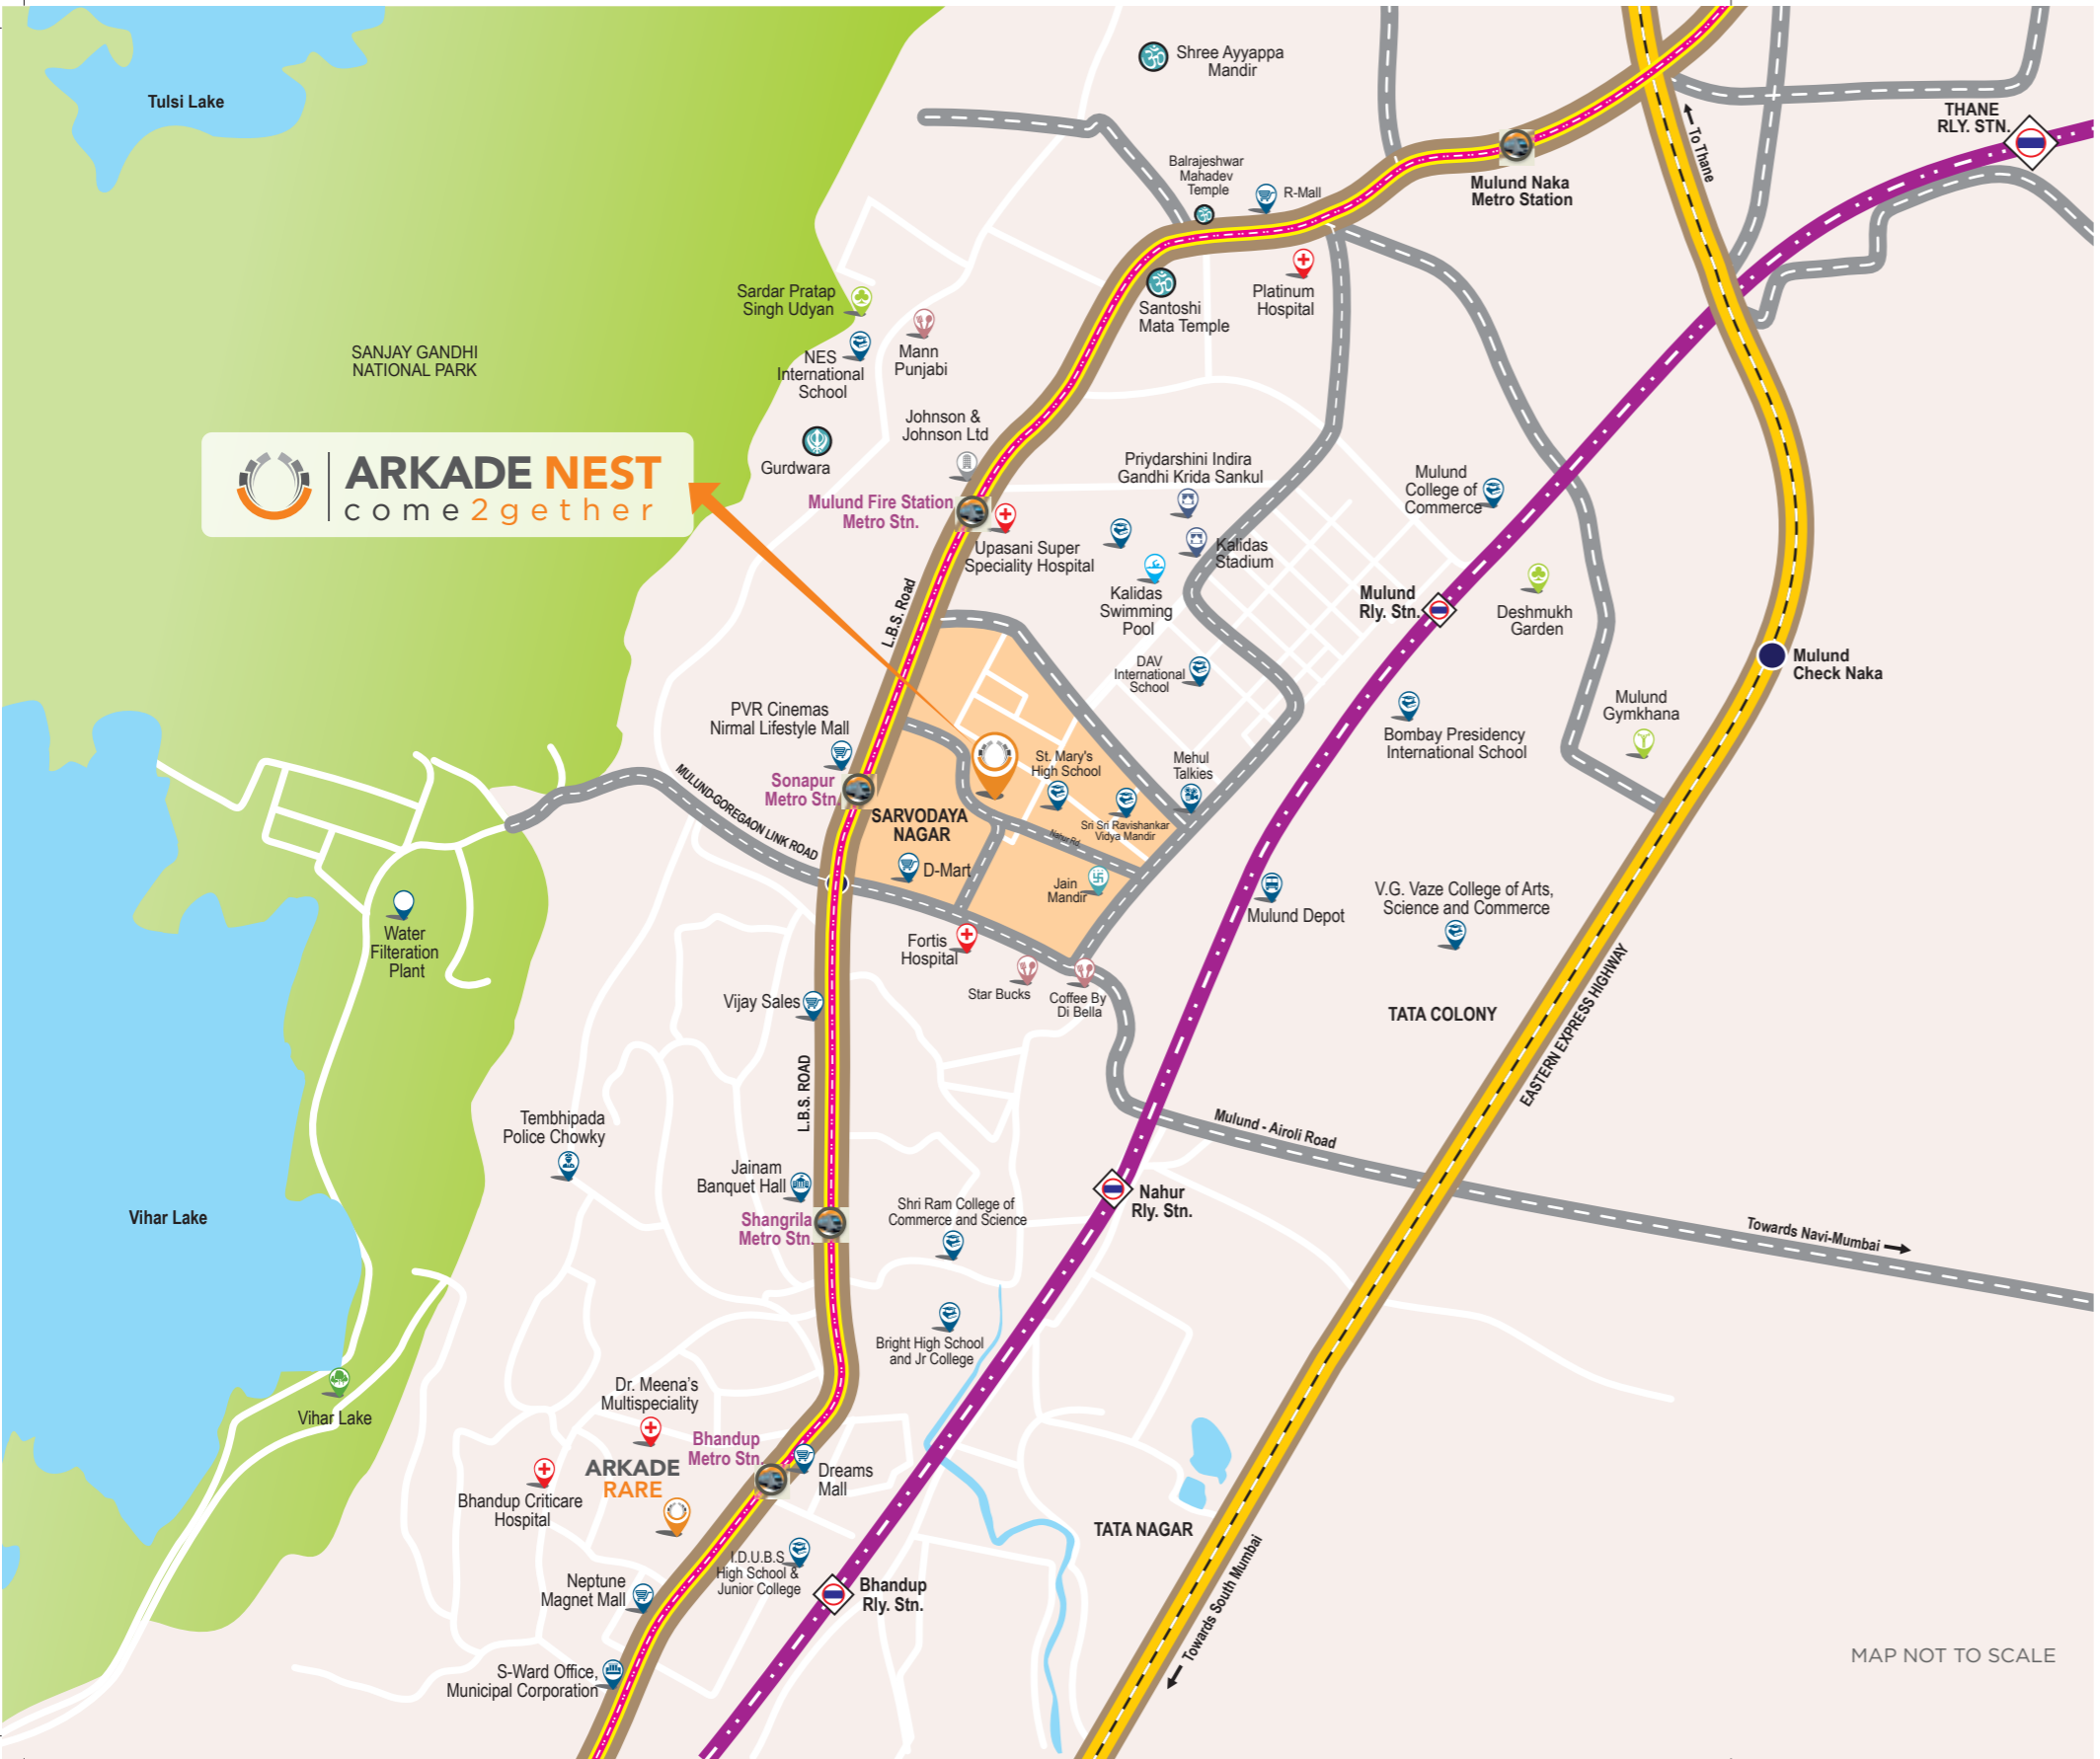 Shree Ayyappa
Mandir
Tulsi Lake
THANE
RLY. STN.
To Thane
Balrajeshwar
Mahadev
Temple
R-Mall
Mulund Naka
Metro Station
Sardar Pratap
Singh Udyan
Santoshi
Mata Temple
Platinum
Hospital
SANJAY GANDHI
NATIONAL PARK
NES
International
School
Mann
Punjabi
Johnson &
Johnson Ltd
Gurdwara
ARKADE NEST
come2gether
Priydarshini Indira
Gandhi Krida Sankul
Mulund
College of
Commerce
Mulund Fire Station
Metro Stn.
Upasani Super
Speciality Hospital
Kalidas
Stadium
Kalidas
Swimming
Pool
L.B.S. Road
Mulund
Rly. Stn.
Deshmukh
Garden
DAV
International
School
Mulund
Check Naka
PVR Cinemas
Nirmal Lifestyle Mall
Mulund
Gymkhana
Bombay Presidency
International School
Sonapur
Metro Stn.
MULUND-GOREGAON LINK ROAD
St. Mary's
High School
Mehul
Talkies
SARVODAYA
NAGAR
Sri Sri Ravishankar
Vidya Mandir
Nahur Rd
D-Mart
Jain
Mandir
Mulund Depot
V.G. Vaze College of Arts,
Science and Commerce
Water
Filteration
Plant
Fortis
Hospital
Star Bucks
Coffee By
Di Bella
Vijay Sales
TATA COLONY
EASTERN EXPRESS HIGHWAY
L.B.S. ROAD
Tembhipada
Police Chowky
Mulund - Airoli Road
Jainam
Banquet Hall
Shangrila
Metro Stn.
Shri Ram College of
Commerce and Science
Nahur
Rly. Stn.
Vihar Lake
Towards Navi-Mumbai
Bright High School
and Jr College
Vihar Lake
Dr. Meena's
Multispeciality
Bhandup
Metro Stn.
Dreams
Mall
ARKADE
RARE
Bhandup Criticare
Hospital
TATA NAGAR
I.D.U.B.S
High School &
Junior College
Neptune
Magnet Mall
Bhandup
Rly. Stn.
Towards South Mumbai
S-Ward Office,
Municipal Corporation
MAP NOT TO SCALE